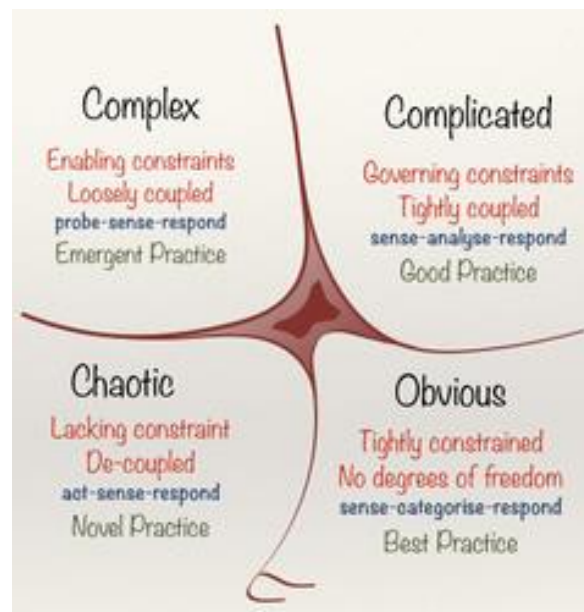 Complex
Enabling constraints
Loosely coupled
probe-sense-respond
Emergent Practice
Complicated
Governing constraints
Tightly coupled
sense-analyse-respond
Good Practice
Chaotic
Lacking constraint
De-coupled
act-sense-respond
Novel Practice
Obvious
Tightly constrained
No degrees of freedom
sense-categorise-respond
Best Practice